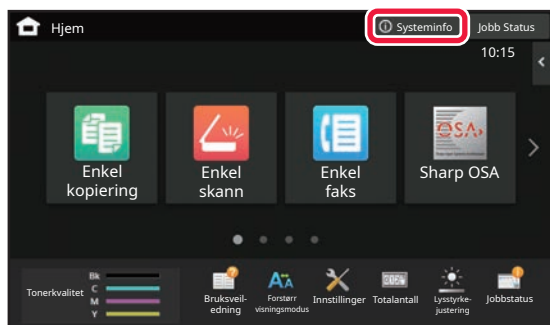 Hjem
Systeminfo
Jobb Status
10:15
Enkel
kopiering
Enkel
skann
Enkel
faks
OSA
Sharp OSA
Tonerkvalitet
Bk
C
M
Y
Bruksveil-
edning
Forstørr
visningsmodus
Innstillinger
Totalantall
Lysstyrke-
justering
Jobbstatus